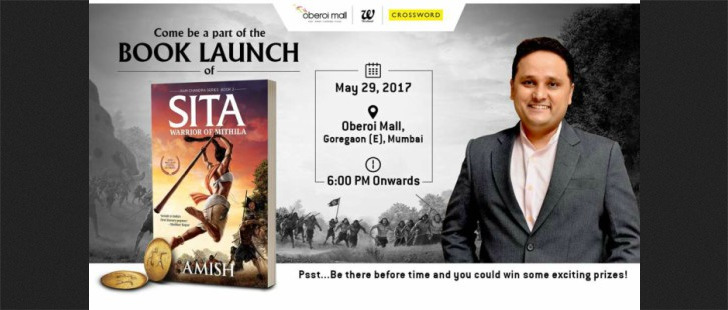 oberoi mall
CROSSWORD
Come be a part of the
BOOK LAUNCH
of
SITA
WARRIOR OF MITHILA
AMISH
May 29, 2017
Oberoi Mall,
Goregaon (E), Mumbai
6:00 PM Onwards
Psst...Be there before time and you could win some exciting prizes!